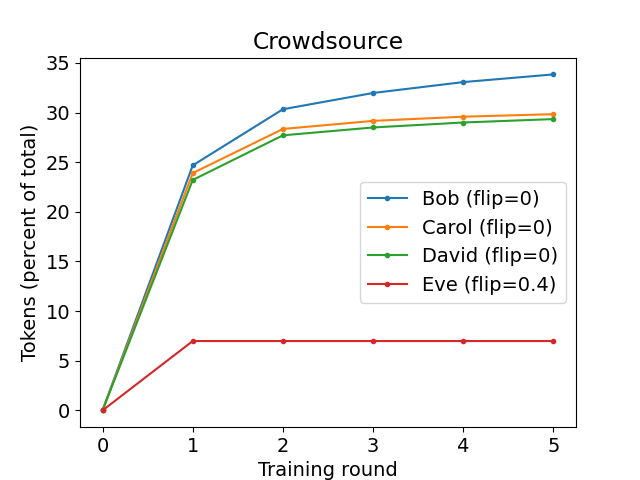 Crowdsource
Tokens (percent of total)
35
30
25
20
15
10
5
0
Bob (flip=0)
Carol (flip=0)
David (flip=0)
Eve (flip=0.4)
0 1 2 3 4 5
Training round